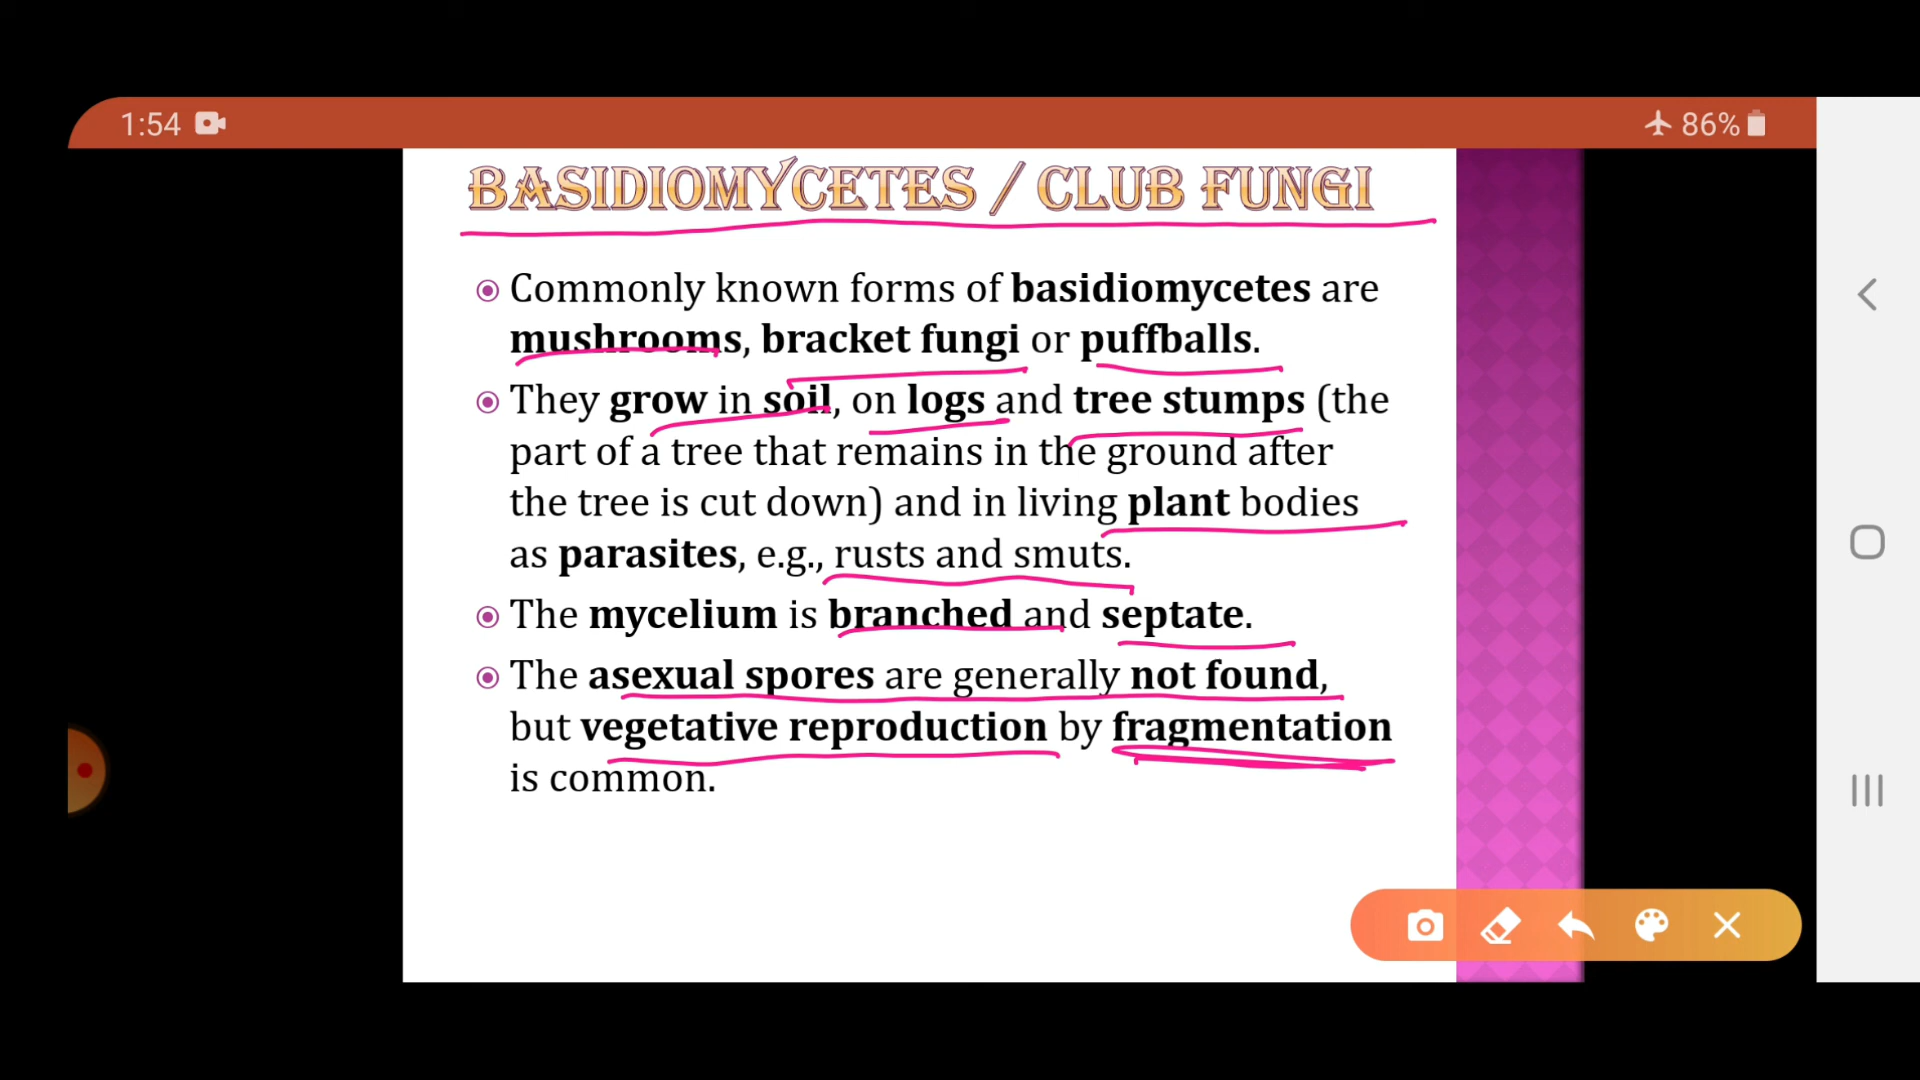 1:54
86%
BASIDIOMYCETES / CLUB FUNGI
Commonly known forms of basidiomycetes are
mushrooms, bracket fungi or puffballs.
They grow in soil, on logs and tree stumps (the
part of a tree that remains in the ground after
the tree is cut down) and in living plant bodies
as parasites, e.g., rusts and smuts.
The mycelium is branched and septate.
The asexual spores are generally not found,
but vegetative reproduction by fragmentation
is common.